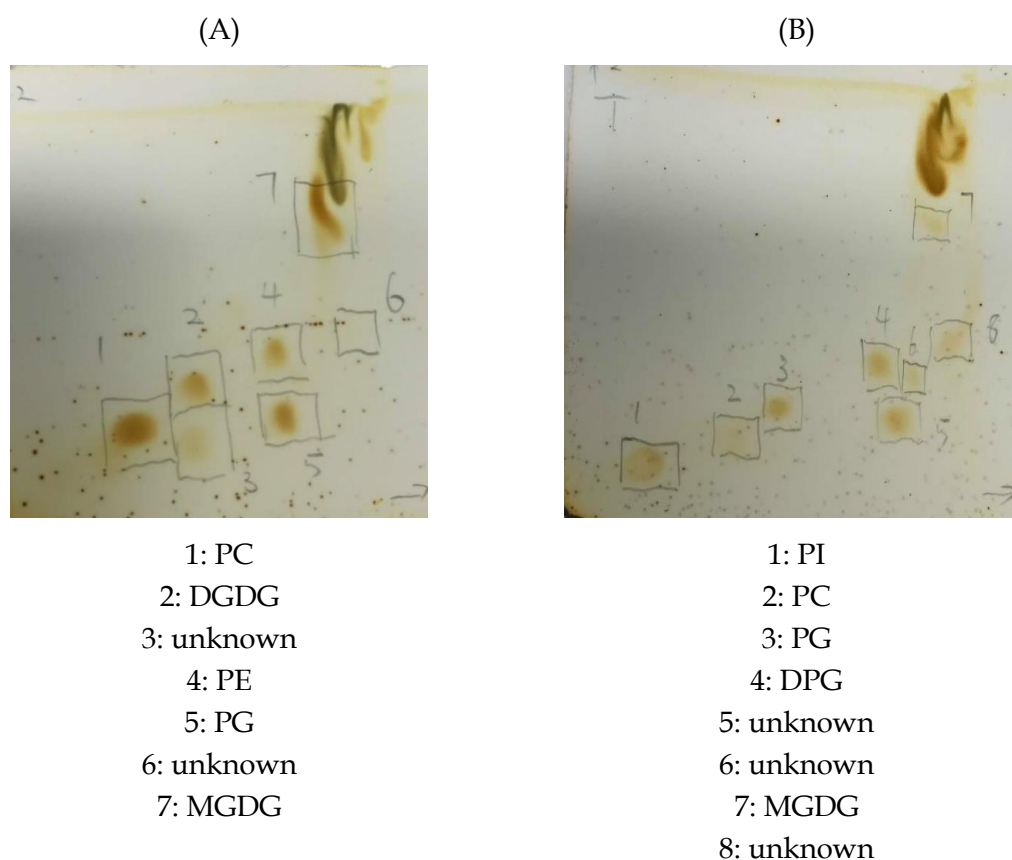 (A)
(B)
2
7
4
6
2
1
5
3
2
1
7
4
8
6
3
2
1
5
1: PC
2: DGDG
3: unknown
4: PE
5: PG
6: unknown
7: MGDG
1: PI
2: PC
3: PG
4: DPG
5: unknown
6: unknown
7: MGDG
8: unknown